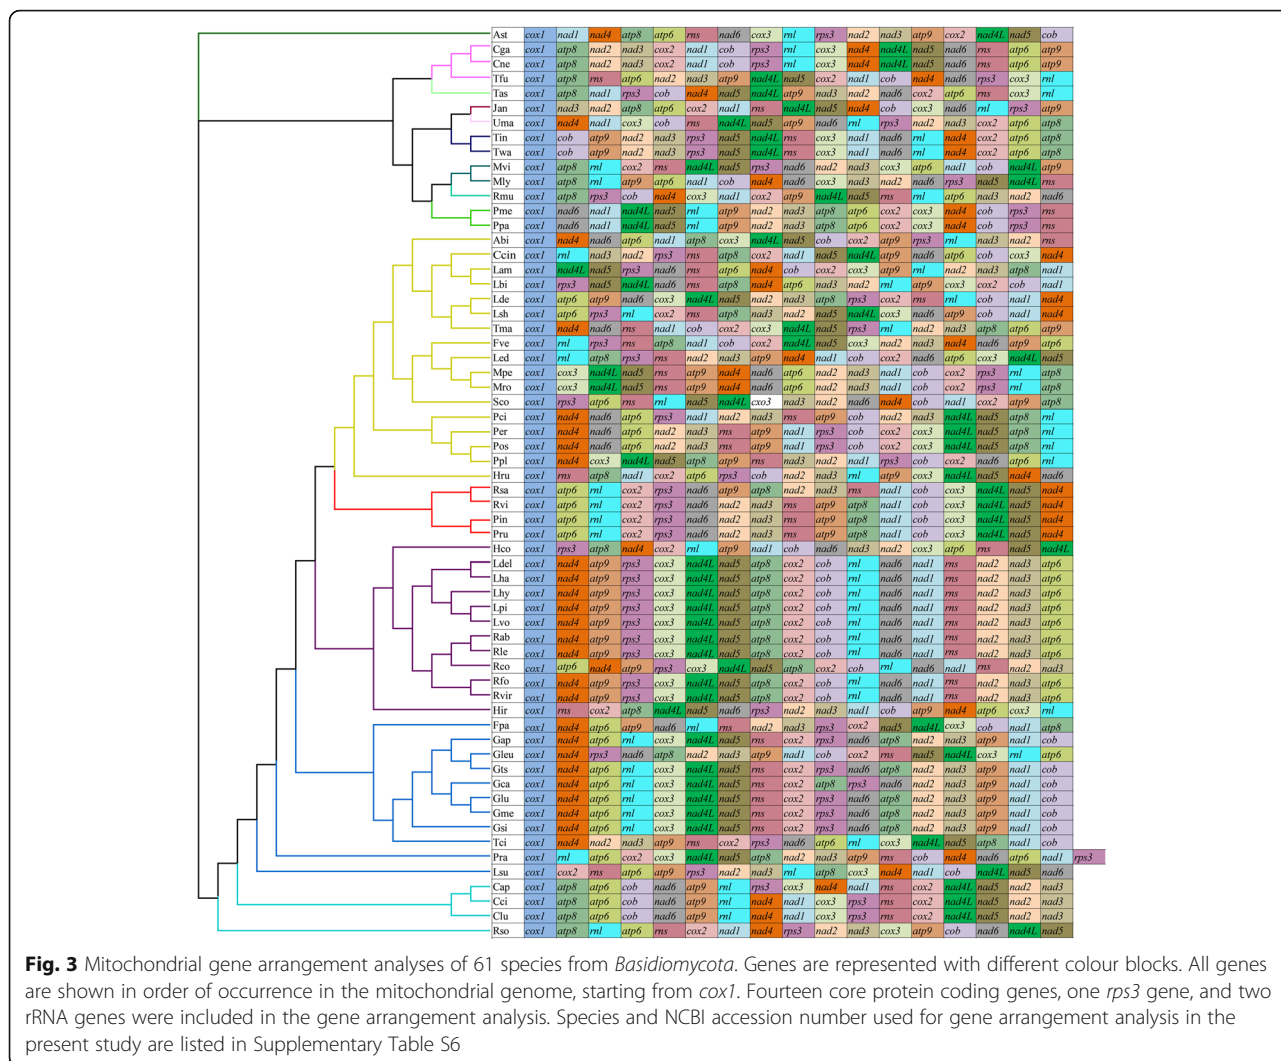 Ast cox1 nad1 nad4 atp8 atp6 rns nad6 cox3 rnl rps3 nad2 nad3 atp9 cox2 nad4L nad5 cob
Cga cox1 atp8 nad2 nad3 cox2 nad1 cob rps3 rnl cox3 nad4 nad4L nad5 nad6 rns atp6 atp9
Cne cox1 atp8 nad2 nad3 cox2 nad1 cob rps3 rnl cox3 nad4 nad4L nad5 nad6 rns atp6 atp9
Tfu cox1 atp8 rns atp6 nad2 nad3 atp9 nad4L nad5 cox2 nad1 cob nad4 nad6 rps3 cox3 rnl
Tas cox1 atp8 nad1 rps3 cob nad4 nad5 nad4L atp9 nad3 nad2 nad6 cox2 atp6 rns cox3 rnl
Jan cox1 nad3 nad2 atp8 atp6 cox2 nad1 rns nad4L nad5 nad4 cob cox3 nad6 rnl rps3 atp9
Uma cox1 nad4 nad1 cox3 cob rns nad4L nad5 atp9 nad6 rnl rps3 nad2 nad3 cox2 atp6 atp8
Tin cox1 cob atp9 nad2 nad3 rps3 nad5 nad4L rns cox3 nad1 nad6 rnl nad4 cox2 atp6 atp8
Twa cox1 cob atp9 nad2 nad3 rps3 nad5 nad4L rns cox3 nad1 nad6 rnl nad4 cox2 atp6 atp8
Mvi cox1 atp8 rnl cox2 rns nad4L nad5 rps3 nad6 nad2 nad3 cox3 atp6 nad1 cob nad4L atp9
Mly cox1 atp8 rnl atp9 atp6 nad1 cob nad4 nad6 cox3 nad3 nad2 nad6 rps3 nad5 nad4L rns
Rmu cox1 atp8 rps3 cob nad4 cox3 nad1 cox2 atp9 nad4L nad5 rns rnl atp6 nad3 nad2 nad6
Pme cox1 nad6 nad1 nad4L nad5 rnl atp9 nad2 nad3 atp8 atp6 cox2 cox3 nad4 cob rps3 rns
Ppa cox1 nad6 nad1 nad4L nad5 rnl atp9 nad2 nad3 atp8 atp6 cox2 cox3 nad4 cob rps3 rns
Abi cox1 nad4 nad6 atp6 nad1 atp8 cox3 nad4L nad5 cob cox2 atp9 rps3 rnl nad3 nad2 rns
Ccin cox1 rnl nad3 nad2 rps3 rns atp8 cox2 nad1 nad5 nad4L atp9 nad6 atp6 cob cox3 nad4
Lam cox1 nad4L nad5 rps3 nad6 rns atp6 nad4 cob cox2 cox3 atp9 rnl nad2 nad3 atp8 nad1
Lbi cox1 rps3 nad5 nad4L nad6 rns atp8 nad4 atp6 nad3 nad2 rnl atp9 cox3 cox2 cob nad1
Lde cox1 atp6 atp9 nad6 cox3 nad4L nad5 nad2 nad3 atp8 rps3 cox2 rns rnl cob nad1 nad4
Lsh cox1 atp6 rps3 rnl cox2 rns atp8 nad3 nad2 nad5 nad4L cox3 nad6 atp9 cob nad1 nad4
Tma cox1 nad4 nad6 rns nad1 cob cox2 cox3 nad4L nad5 rps3 rnl nad2 nad3 atp8 atp6 atp9
Fve cox1 rnl rps3 rns atp8 nad1 cob cox2 nad4L nad5 cox3 nad2 nad3 nad4 nad6 atp9 atp6
Led cox1 rnl atp8 rps3 rns nad2 nad3 atp9 nad4 nad1 cob cox2 nad6 atp6 cox3 nad4L nad5
Mpe cox1 cox3 nad4L nad5 rns atp9 nad4 nad6 atp6 nad2 nad3 nad1 cob cox2 rps3 rnl atp8
Mro cox1 cox3 nad4L nad5 rns atp9 nad4 nad6 atp6 nad2 nad3 nad1 cob cox2 rps3 rnl atp8
Sco cox1 rps3 atp6 rns rnl nad5 nad4L cxo3 nad3 nad2 nad6 nad4 cob nad1 cox2 atp9 atp8
Pci cox1 nad4 nad6 atp6 rps3 nad1 nad2 nad3 rns atp9 cob nad2 cox3 nad4L nad5 atp8 rnl
Per cox1 nad4 nad6 atp6 nad2 nad3 rns atp9 nad1 rps3 cob cox2 cox3 nad4L nad5 atp8 rnl
Pos cox1 nad4 nad6 atp6 nad2 nad3 rns atp9 nad1 rps3 cob cox2 cox3 nad4L nad5 atp8 rnl
Ppl cox1 nad4 cox3 nad4L nad5 atp8 atp9 rns nad3 nad2 nad1 rps3 cob cox2 nad6 atp6 rnl
Hru cox1 rns atp8 nad1 cox2 atp6 rps3 cob nad3 nad2 rnl atp9 cox3 nad4L nad5 nad4 nad6
Rsa cox1 atp6 rnl cox2 rps3 nad6 atp9 atp8 nad2 nad3 rns nad1 cob cox3 nad4L nad5 nad4
Rvi cox1 atp6 rnl cox2 rps3 nad6 nad2 nad3 rns atp9 atp8 nad1 cob cox3 nad4L nad5 nad4
Pin cox1 atp6 rnl cox2 rps3 nad6 nad2 nad3 rns atp9 atp8 nad1 cob cox3 nad4L nad5 nad4
Pru cox1 atp6 rnl cox2 rps3 nad6 nad2 nad3 rns atp9 atp8 nad1 cob cox3 nad4L nad5 nad4
Hco cox1 rps3 atp8 nad4 cox2 rnl atp9 nad1 cob nad6 nad3 nad2 cox3 atp6 rns nad5 nad4L
Ldel cox1 nad4 atp9 rps3 cox3 nad4L nad5 atp8 cox2 cob rnl nad6 nad1 rns nad2 nad3 atp6
Lha cox1 nad4 atp9 rps3 cox3 nad4L nad5 atp8 cox2 cob rnl nad6 nad1 rns nad2 nad3 atp6
Lhy cox1 nad4 atp9 rps3 cox3 nad4L nad5 atp8 cox2 cob rnl nad6 nad1 rns nad2 nad3 atp6
Lpi cox1 nad4 atp9 rps3 cox3 nad4L nad5 atp8 cox2 cob rnl nad6 nad1 rns nad2 nad3 atp6
Lvo cox1 nad4 atp9 rps3 cox3 nad4L nad5 atp8 cox2 cob rnl nad6 nad1 rns nad2 nad3 atp6
Rab cox1 nad4 atp9 rps3 cox3 nad4L nad5 atp8 cox2 cob rnl nad6 nad1 rns nad2 nad3 atp6
Rle cox1 nad4 atp9 rps3 cox3 nad4L nad5 atp8 cox2 cob rnl nad6 nad1 rns nad2 nad3 atp6
Reo cox1 atp6 nad4 atp9 rps3 cox3 nad4L nad5 atp8 cox2 cob rnl nad6 nad1 rns nad2 nad3
Rfo cox1 nad4 atp9 rps3 cox3 nad4L nad5 atp8 cox2 cob rnl nad6 nad1 rns nad2 nad3 atp6
Rvir cox1 nad4 atp9 rps3 cox3 nad4L nad5 atp8 cox2 cob rnl nad6 nad1 rns nad2 nad3 atp6
Hir cox1 rns cox2 atp8 nad4L nad5 nad6 rps3 nad2 nad3 nad1 cob atp9 nad4 atp6 cox3 rnl
Fpa cox1 nad4 atp6 atp9 nad6 rnl rns nad2 nad3 rps3 cox2 nad5 nad4L cox3 cob nad1 atp8
Gap cox1 nad4 atp6 rnl cox3 nad4L nad5 rns cox2 rps3 nad6 atp8 nad2 nad3 atp9 nad1 cob
Gleu cox1 nad4 rps3 nad6 atp8 nad2 nad3 atp9 nad1 cob cox2 rns nad5 nad4L cox3 rnl atp6
Gts cox1 nad4 atp6 rnl cox3 nad4L nad5 rns cox2 rps3 nad6 atp8 nad2 nad3 atp9 nad1 cob
Gca cox1 nad4 atp6 rnl cox3 nad4L nad5 rns cox2 atp8 rps3 nad6 nad2 nad3 atp9 nad1 cob
Glu cox1 nad4 atp6 rnl cox3 nad4L nad5 rns cox2 rps3 nad6 atp8 nad2 nad3 atp9 nad1 cob
Gme cox1 nad4 atp6 rnl cox3 nad4L nad5 rns cox2 rps3 nad6 atp8 nad2 nad3 atp9 nad1 cob
Gsi cox1 nad4 atp6 rnl cox3 nad4L nad5 rns cox2 rps3 nad6 atp8 nad2 nad3 atp9 nad1 cob
Tci cox1 nad4 nad2 nad3 atp9 rns cox2 rps3 nad6 atp6 rnl cox3 nad4L nad5 atp8 nad1 cob
Pra cox1 rnl atp6 cox2 cox3 nad4L nad5 atp8 nad2 nad3 atp9 rns cob nad4 nad6 atp6 nad1 rps3
Lsu cox1 cox2 rns atp6 atp9 rps3 nad2 nad3 rnl atp8 cox3 nad4 nad1 cob nad4L nad5 nad6
Cap cox1 atp8 atp6 cob nad6 atp9 rnl rps3 cox3 nad4 nad1 rns cox2 nad4L nad5 nad2 nad3
Cci cox1 atp8 atp6 cob nad6 atp9 rnl nad4 nad1 cox3 rps3 rns cox2 nad4L nad5 nad2 nad3
Clu cox1 atp8 atp6 cob nad6 atp9 rnl nad4 nad1 cox3 rps3 rns cox2 nad4L nad5 nad2 nad3
Rso cox1 atp8 rnl atp6 rns cox2 nad1 nad4 rps3 nad2 nad3 cox3 atp9 cob nad6 nad4L nad5
Fig. 3 Mitochondrial gene arrangement analyses of 61 species from Basidiomycota. Genes are represented with different colour blocks. All genes
are shown in order of occurrence in the mitochondrial genome, starting from cox1. Fourteen core protein coding genes, one rps3 gene, and two
rRNA genes were included in the gene arrangement analysis. Species and NCBI accession number used for gene arrangement analysis in the
present study are listed in Supplementary Table S6